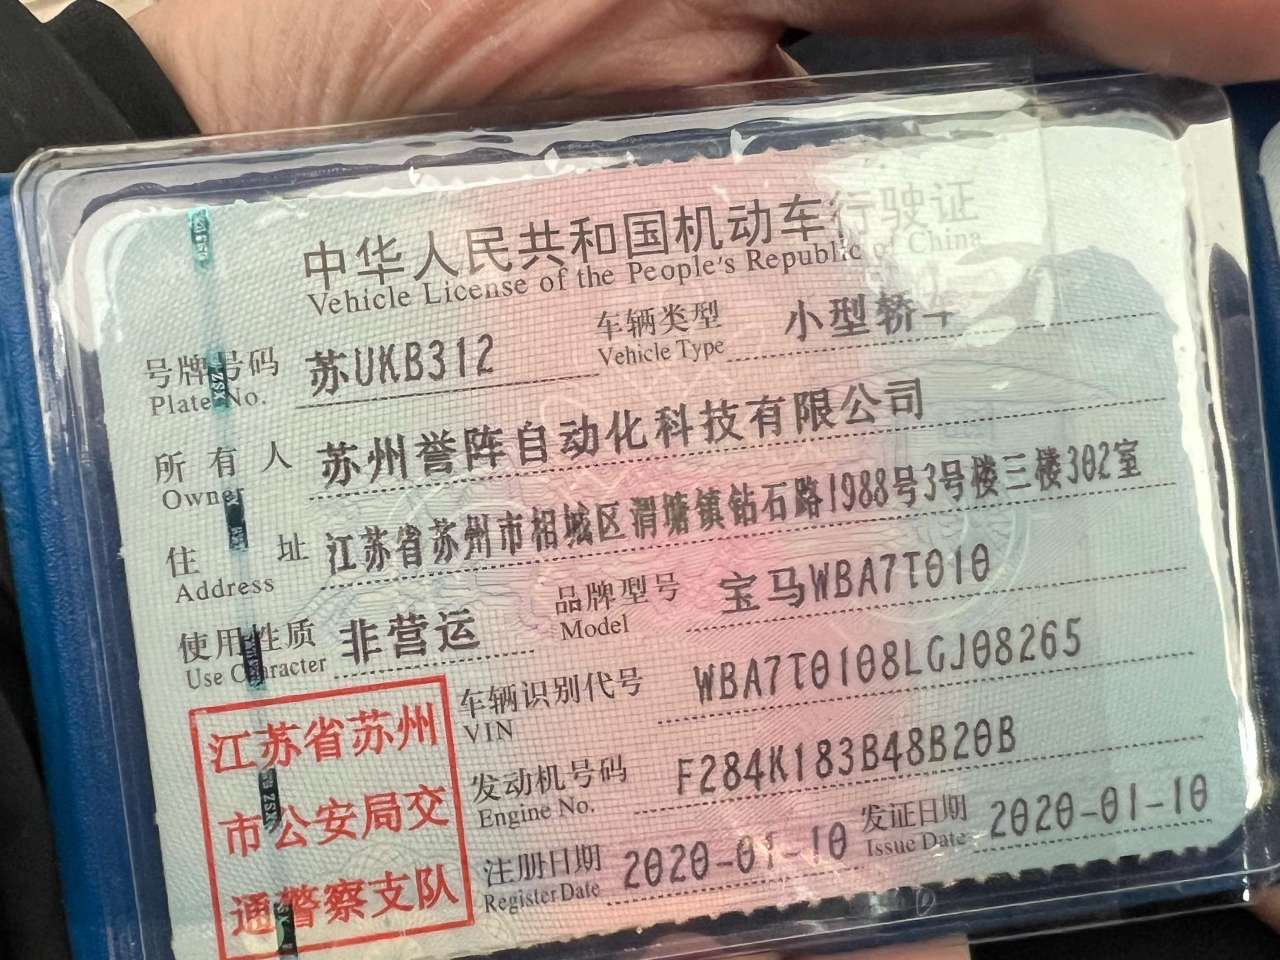 中华人民共和国机动车行驶证
Vehicle License of the People's Republic of China
号牌号码 苏UKB312 车辆类型 小型轿车
Plate No. Vehicle Type
所有人 苏州誉阵自动化科技有限公司
Owner
住址 江苏省苏州市相城区渭塘镇钻石路1988号3号楼三楼302室
Address
使用性质 非营运 品牌型号 宝马WBA7T010
Use Character Model
车辆识别代号 WBA7T0108LGJ08265
VIN
发动机号码 F284K183B48B20B
Engine No.
注册日期 2020-01-10 发证日期 2020-01-10
Register Date Issue Date
江苏省苏州
市公安局交
通警察支队